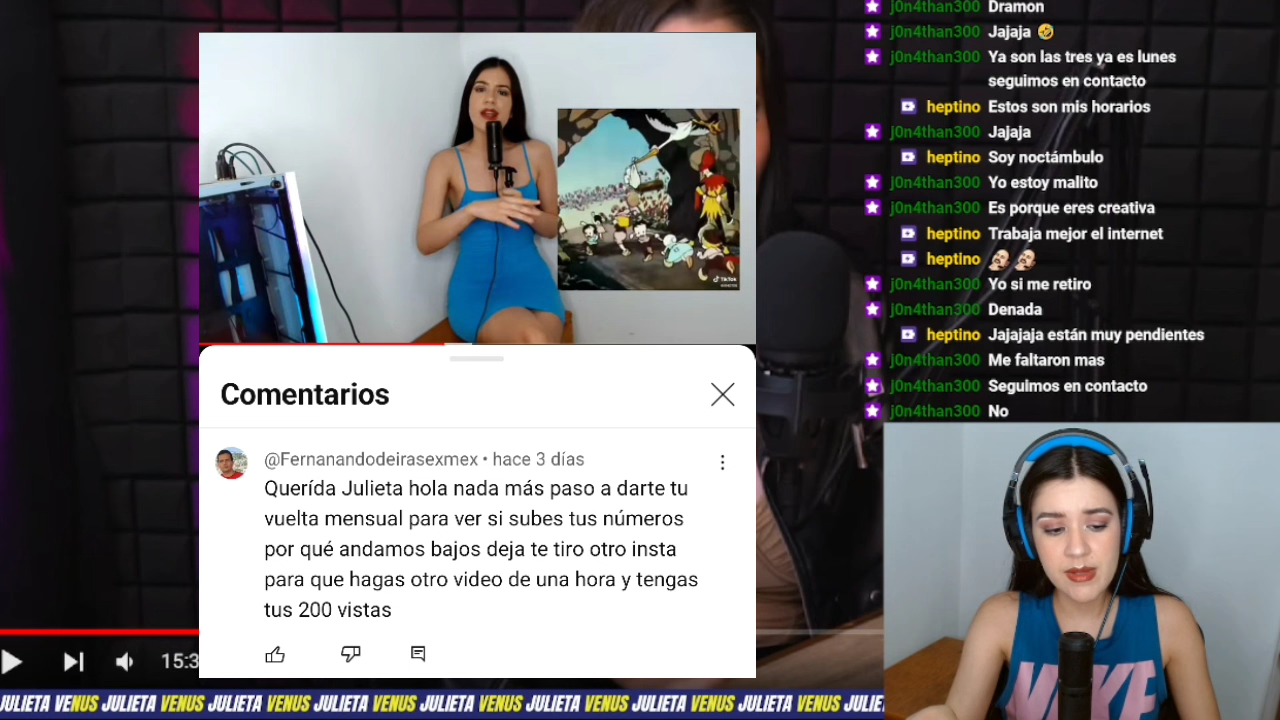 j0n4than300 Dramon
j0n4than300 Jajaja 🤣
j0n4than300 Ya son las tres ya es lunes
seguimos en contacto
heptino Estos son mis horarios
j0n4than300 Jajaja
heptino Soy noctámbulo
j0n4than300 Yo estoy malito
j0n4than300 Es porque eres creativa
heptino Trabaja mejor el internet
heptino
j0n4than300 Yo si me retiro
j0n4than300 Denada
heptino Jajajaja están muy pendientes
j0n4than300 Me faltaron mas
j0n4than300 Seguimos en contacto
j0n4than300 No
TikTok
Comentarios
@Fernanandodeirasexmex • hace 3 días
Querída Julieta hola nada más paso a darte tu
vuelta mensual para ver si subes tus números
por qué andamos bajos deja te tiro otro insta
para que hagas otro video de una hora y tengas
tus 200 vistas
15:3
NIKE
JULIETA VENUS JULIETA VENUS JULIETA VENUS JULIETA VENUS JULIETA VENUS JULIETA VENUS JULIETA VENUS JULIETA VENUS JULIE